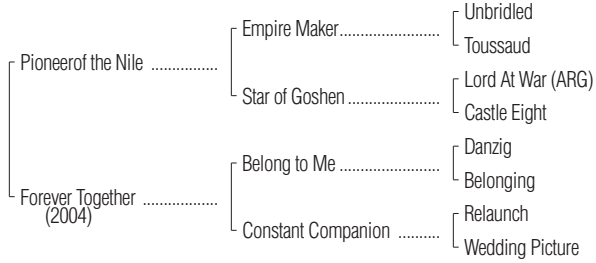 Unbridled
Empire Maker................................
Toussaud
Pioneerof the Nile ..................
Lord At War (ARG)
Star of Goshen..............................
Castle Eight
Danzig
Belong to Me ................................
Belonging
Forever Together ....................
(2004)
Relaunch
Constant Companion ...........
Wedding Picture